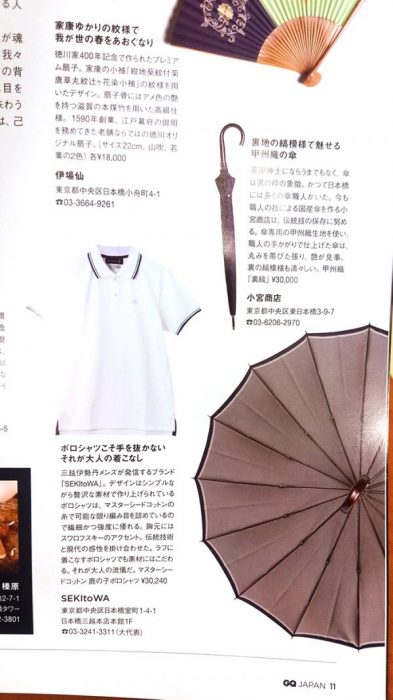 家康ゆかりの紋様で
我が世の春をあおぐなり
徳川家400年記念で作られたプレミア
ム扇子。家康の小袖「紺地葵紋付菊
唐草丸紋辻ヶ花染小袖」の紋様を用
いたデザイン。扇子骨にはアメ色の艶
を持つ滋賀の本煤竹を用いた高級仕
様。1590年創業、江戸幕府の御用
を務めてきた老舗ならではの徳川オリ
ジナル扇子。(サイズ22cm、山吹、若
葉の2色) 各¥18,000
伊場仙
東京都中央区日本橋小舟町4-1
☎03-3664-9261
裏地の縞模様で魅せる
甲州織の傘
英国紳士にならうまでもなく、傘
は男の粋の象徴。かつて日本橋
には多くの傘職人がいた。今も
職人の技による国産傘を作る小
宮商店は、伝統技の保存に努め
る。傘専用の甲州織生地を使い、
職人の手がかりで仕上げた傘は、
丸みを帯びた張り、艶が見事。
裏の縞模様も清々しい。甲州織
「裏縞」¥30,000
小宮商店
東京都中央区東日本橋3-9-7
☎03-6206-2970
ポロシャツこそ手を抜かない
それが大人の着こなし
三越伊勢丹メンズが発信するブランド
「SEKItoWA」。デザインはシンプルな
がら贅沢な素材で作り上げられている
ポロシャツは、マスターシードコットン
の糸で可能な限り編み目を詰めているの
で繊細かつ強度に優れる。胸元には
スワロフスキーのアクセント。伝統技術
と現代の感性を掛け合わせた。ラフに
着こなすポロシャツでも素材にはこだわ
る。それが大人の流儀だ。マスターシー
ドコットン 鹿の子ポロシャツ ¥30,240
SEKItoWA
東京都中央区日本橋室町1-4-1
日本橋三越本店本館1F
☎03-3241-3311(大代表)
榛原
2-7-1
タワー
2-3801
GQ JAPAN 11